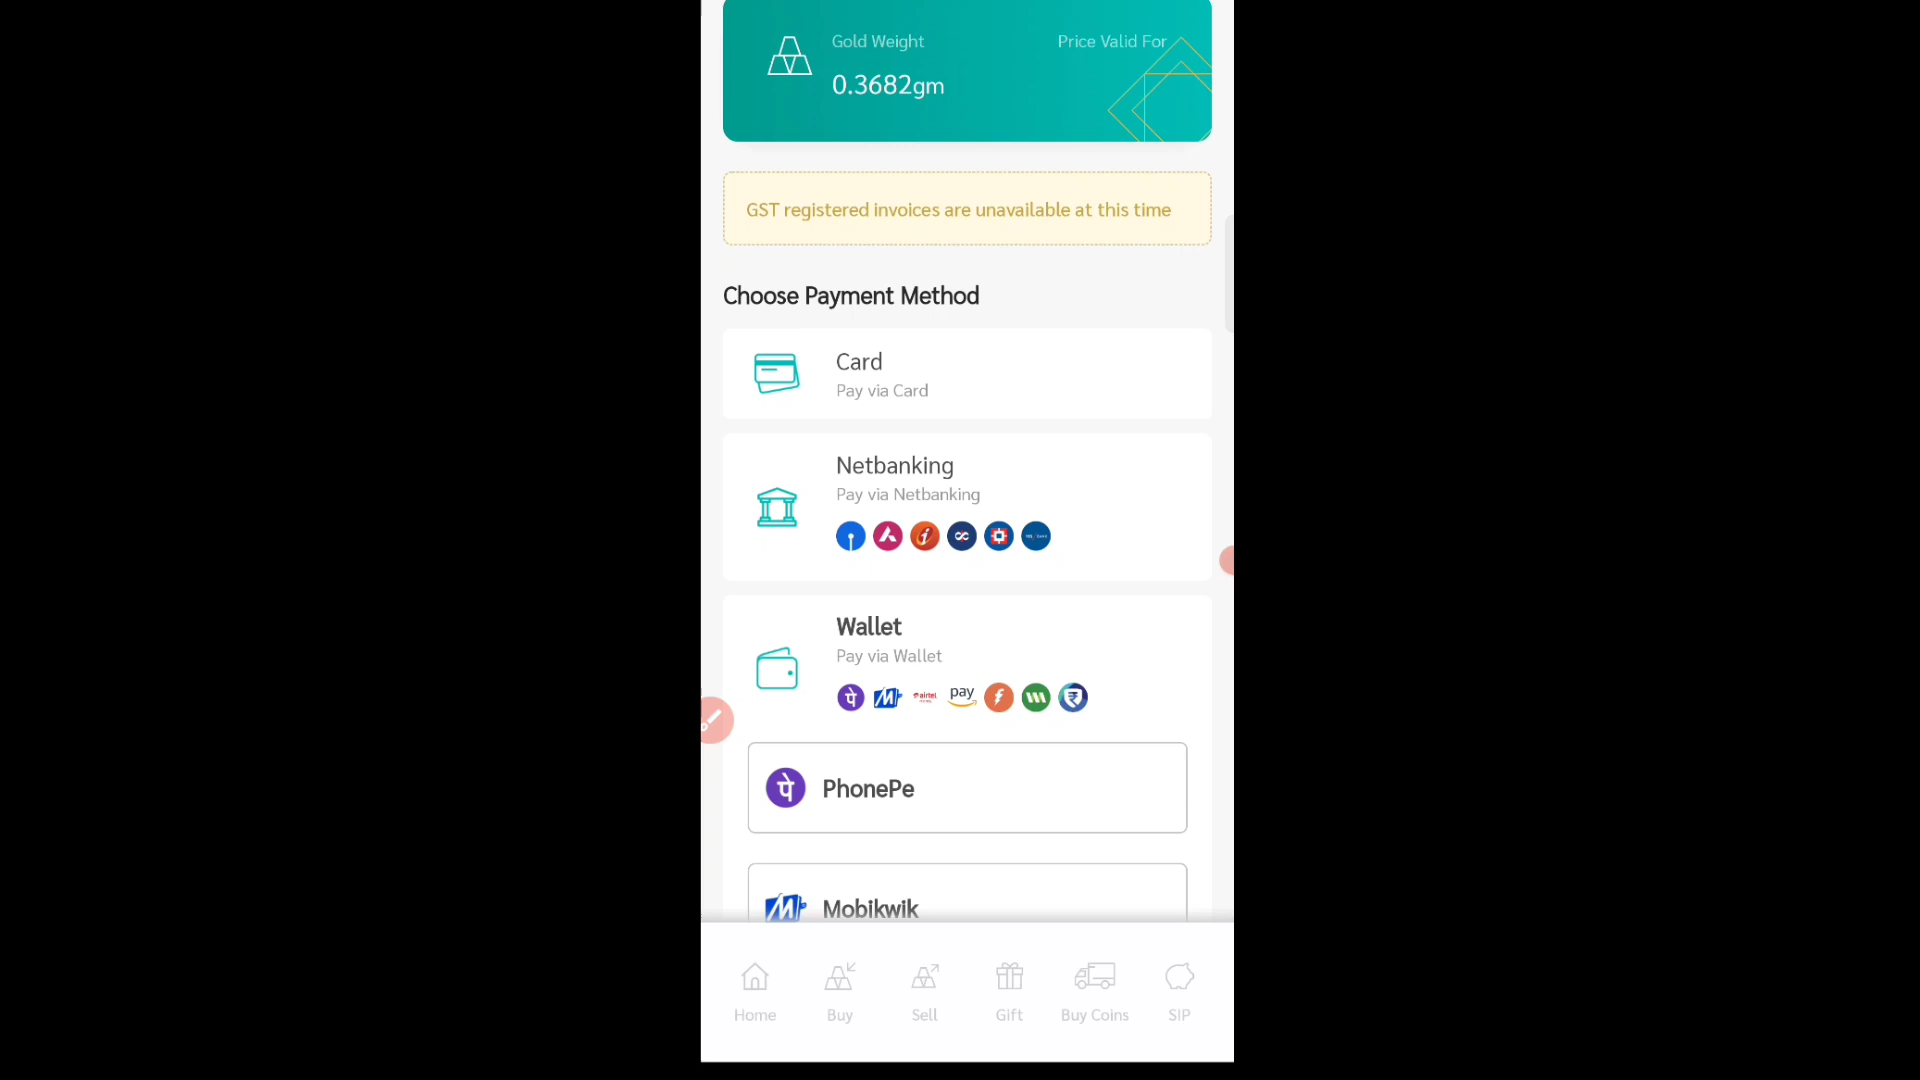 Gold Weight
Price Valid For
0.3682gm
GST registered invoices are unavailable at this time
Choose Payment Method
Card
Pay via Card
Netbanking
Pay via Netbanking
Wallet
Pay via Wallet
पे
airtel
pay
पे PhonePe
Mobikwik
Home
Buy
Sell
Gift
Buy Coins
SIP